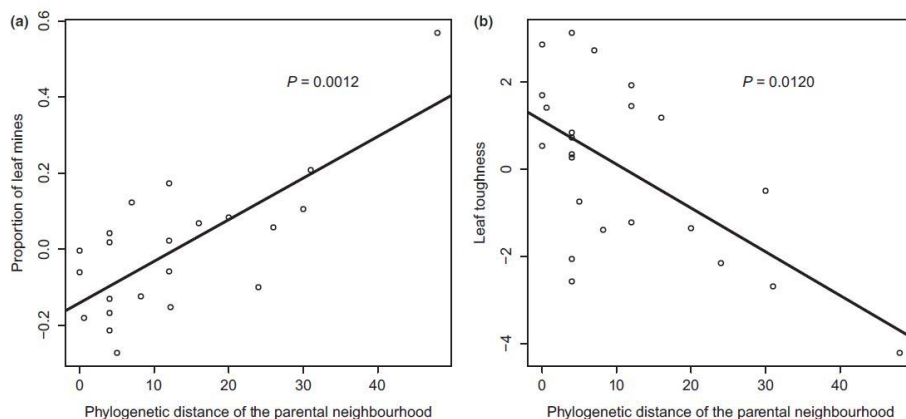 (a)
Proportion of leaf mines
0.6
0.4
0.2
0.0
−0.2
P = 0.0012
0 10 20 30 40
Phylogenetic distance of the parental neighbourhood
(b)
Leaf toughness
2
0
−2
−4
P = 0.0120
0 10 20 30 40
Phylogenetic distance of the parental neighbourhood